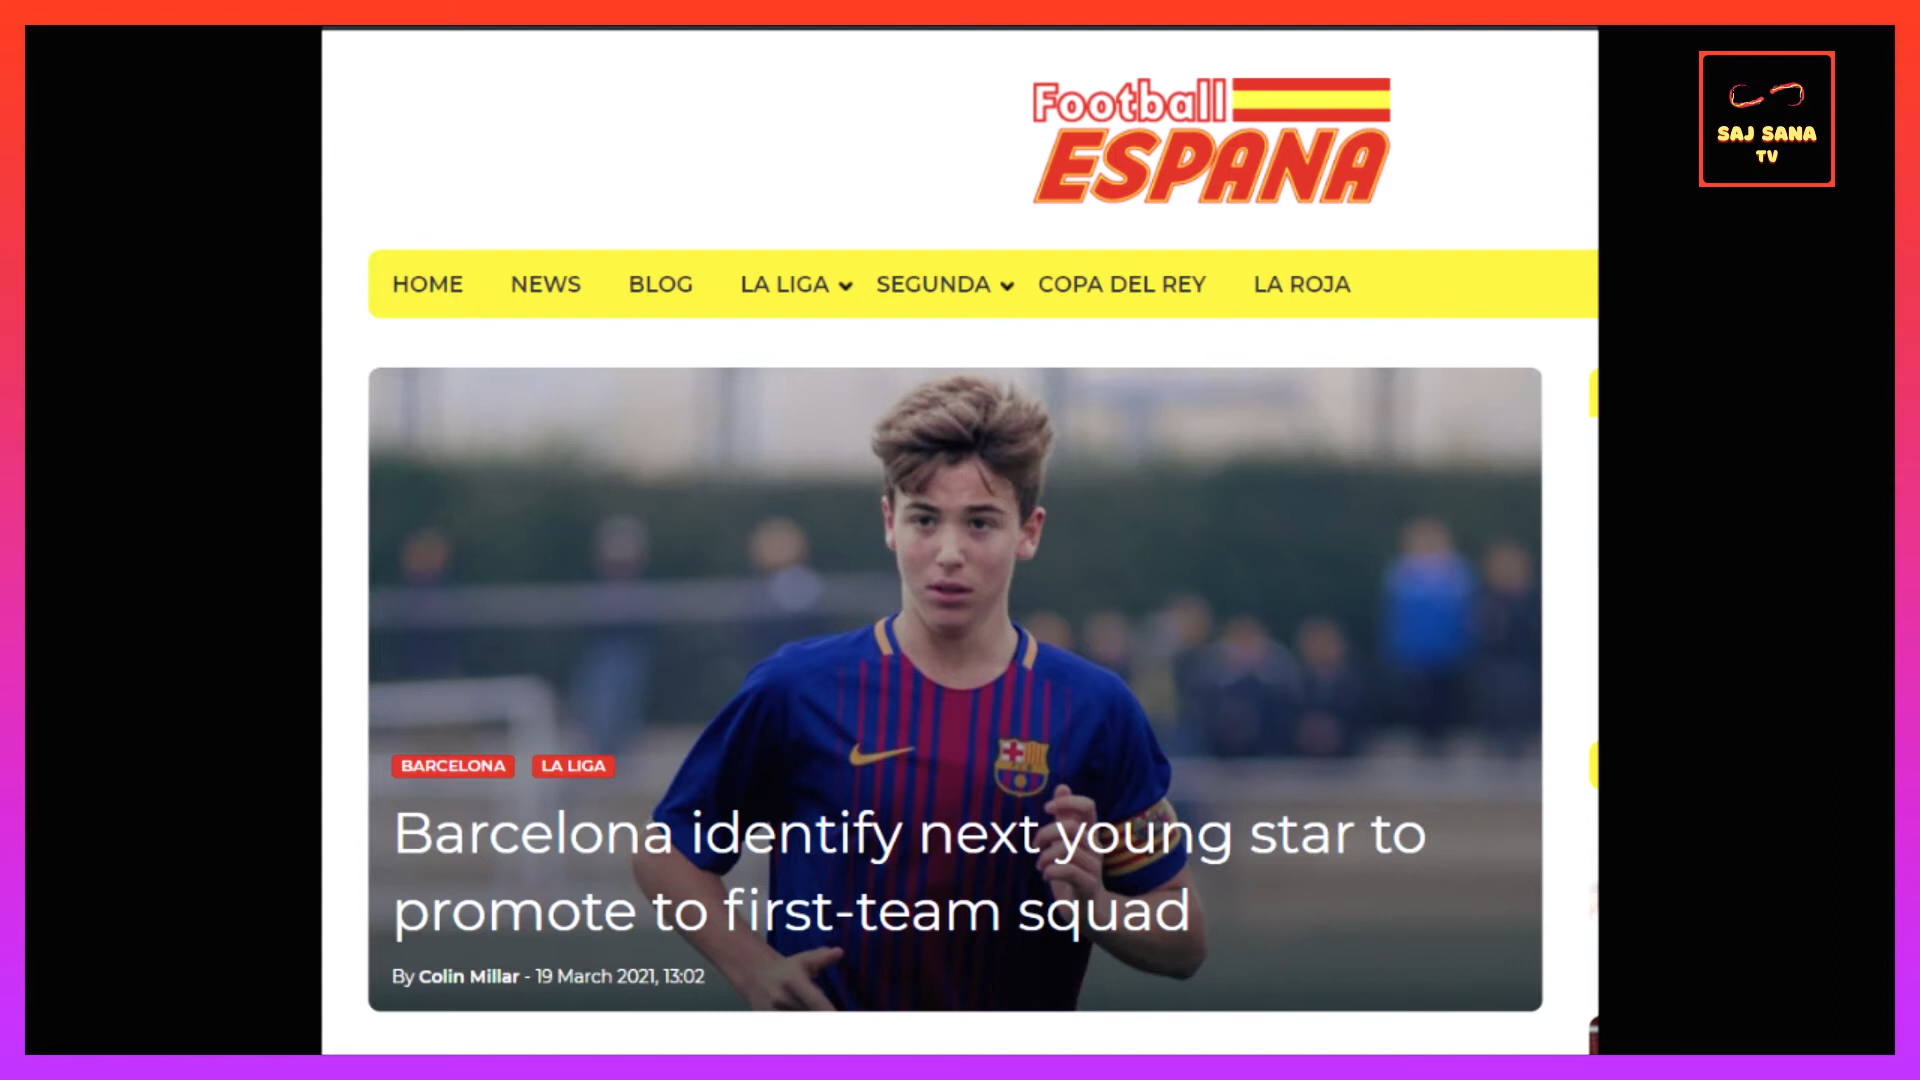 Football
ESPANA
SAJ SANA
TV
HOME NEWS BLOG LA LIGA SEGUNDA COPA DEL REY LA ROJA
BARCELONA LA LIGA
Barcelona identify next young star to
promote to first-team squad
By Colin Millar - 19 March 2021, 13:02